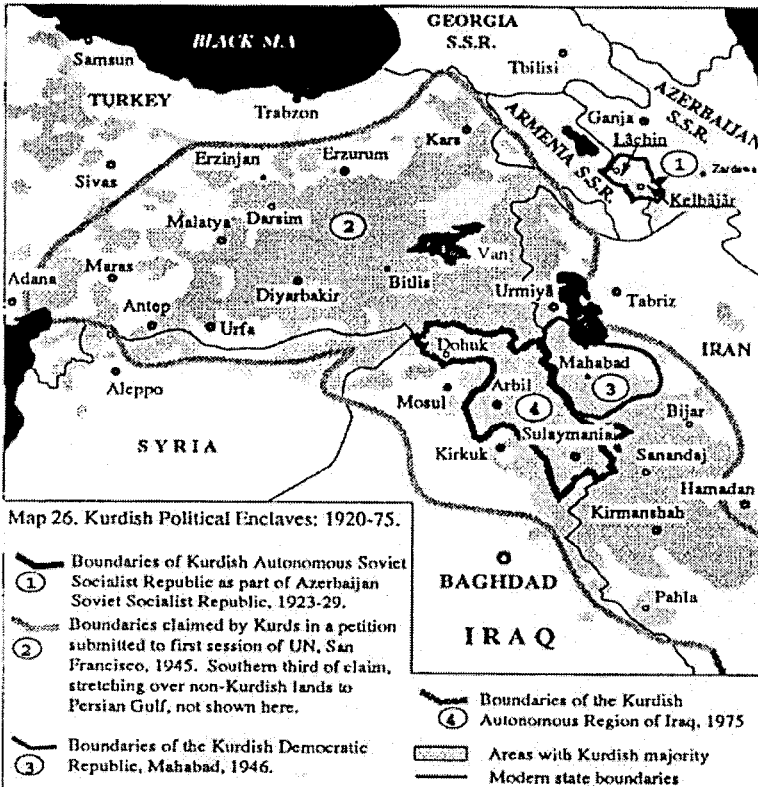 BLACK SEA
GEORGIA
S.S.R.
Samsun
Tbilisi
TURKEY
Trabzon
AZERBAIJAN
S.S.R.
Ganja
ARMENIA S.S.R.
Lâchin
1
Kars
Zardawa
Kelbâjâr
Erzinjan
Erzurum
Sivas
Darsim
2
Malatya
Van
Adana
Maras
Bitlis
Diyarbakir
Urmiyâ
Tabriz
Antep
Urfa
IRAN
Dohuk
Mahabad
Aleppo
3
Mosul
Arbil
4
Bijar
SYRIA
Sulaymania
Kirkuk
Sanandaj
Hamadan
Kirmanshah
BAGHDAD
Pahla
IRAQ
Map 26. Kurdish Political Enclaves: 1920-75.
1 Boundaries of Kurdish Autonomous Soviet
Socialist Republic as part of Azerbaijan
Soviet Socialist Republic, 1923-29.
2 Boundaries claimed by Kurds in a petition
submitted to first session of UN, San
Francisco, 1945. Southern third of claim,
stretching over non-Kurdish lands to
Persian Gulf, not shown here.
3 Boundaries of the Kurdish Democratic
Republic, Mahabad, 1946.
4 Boundaries of the Kurdish
Autonomous Region of Iraq, 1975
Areas with Kurdish majority
Modern state boundaries